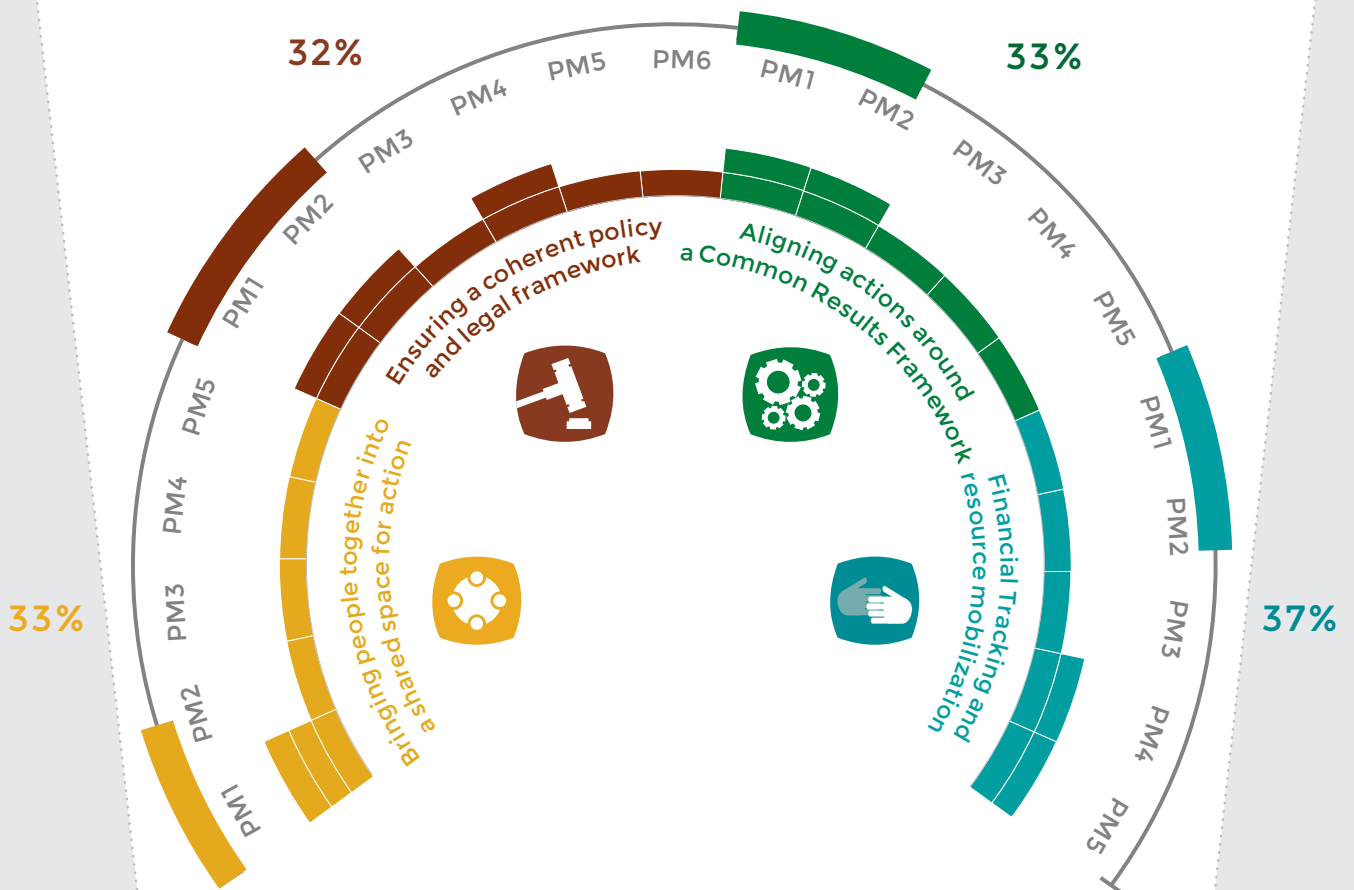 32%
33%
33%
37%
PM1
PM2
PM3
PM4
PM5
PM1
PM2
PM3
PM4
PM5
PM6
PM1
PM2
PM3
PM4
PM5
PM1
PM2
PM3
PM4
PM5
Bringing people together into
a shared space for action
Ensuring a coherent policy
and legal framework
Aligning actions around
a Common Results Framework
Financial Tracking and
resource mobilization